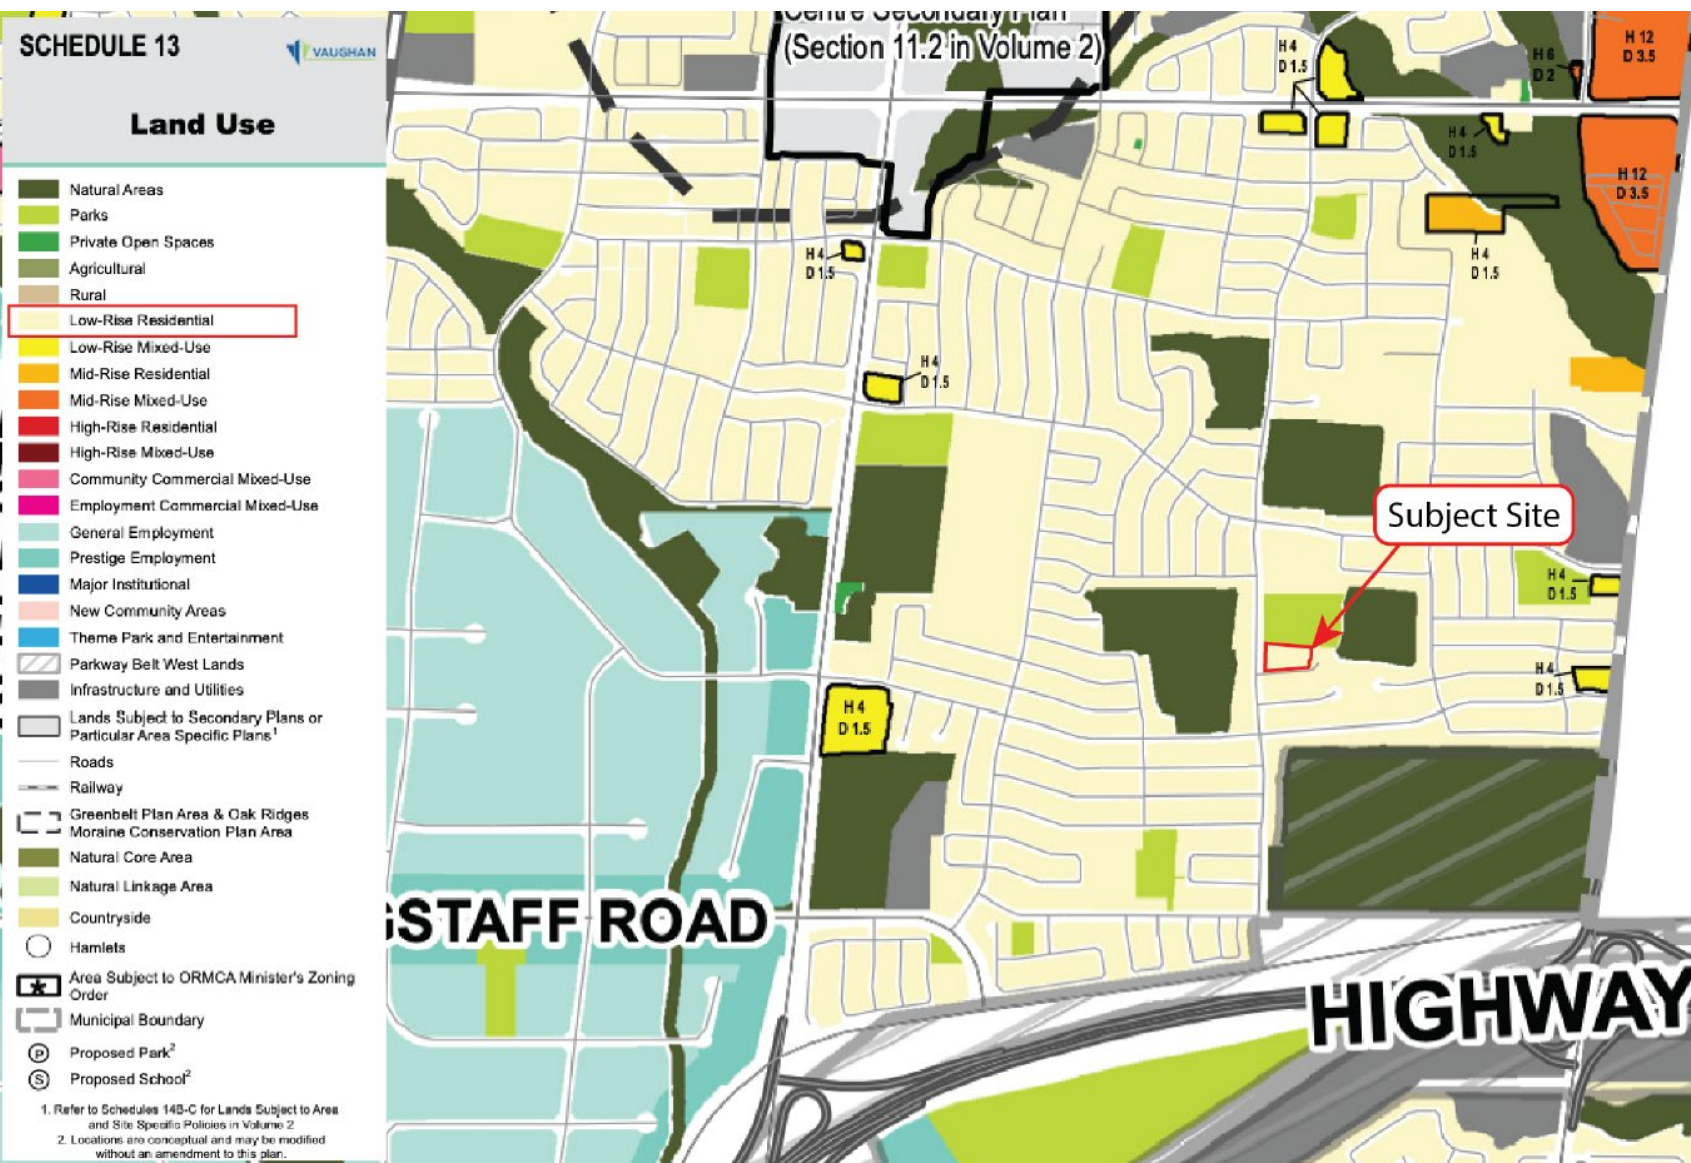 SCHEDULE 13
VAUGHAN
Land Use
Natural Areas
Parks
Private Open Spaces
Agricultural
Rural
Low-Rise Residential
Low-Rise Mixed-Use
Mid-Rise Residential
Mid-Rise Mixed-Use
High-Rise Residential
High-Rise Mixed-Use
Community Commercial Mixed-Use
Employment Commercial Mixed-Use
General Employment
Prestige Employment
Major Institutional
New Community Areas
Theme Park and Entertainment
Parkway Belt West Lands
Infrastructure and Utilities
Lands Subject to Secondary Plans or
Particular Area Specific Plans¹
Roads
Railway
Greenbelt Plan Area & Oak Ridges
Moraine Conservation Plan Area
Natural Core Area
Natural Linkage Area
Countryside
Hamlets
Area Subject to ORMCA Minister's Zoning
Order
Municipal Boundary
P Proposed Park²
S Proposed School²
1. Refer to Schedules 14B-C for Lands Subject to Area
and Site Specific Policies in Volume 2
2. Locations are conceptual and may be modified
without an amendment to this plan.
Centre Secondary Plan
(Section 11.2 in Volume 2)
H 4
D 1.5
H 6
D 2
H 12
D 3.5
H 4
D 1.5
H 12
D 3.5
H 4
D 1.5
H 4
D 1.5
H 4
D 1.5
Subject Site
H 4
D 1.5
H 4
D 1.5
H 4
D 1.5
GSTAFF ROAD
HIGHWAY